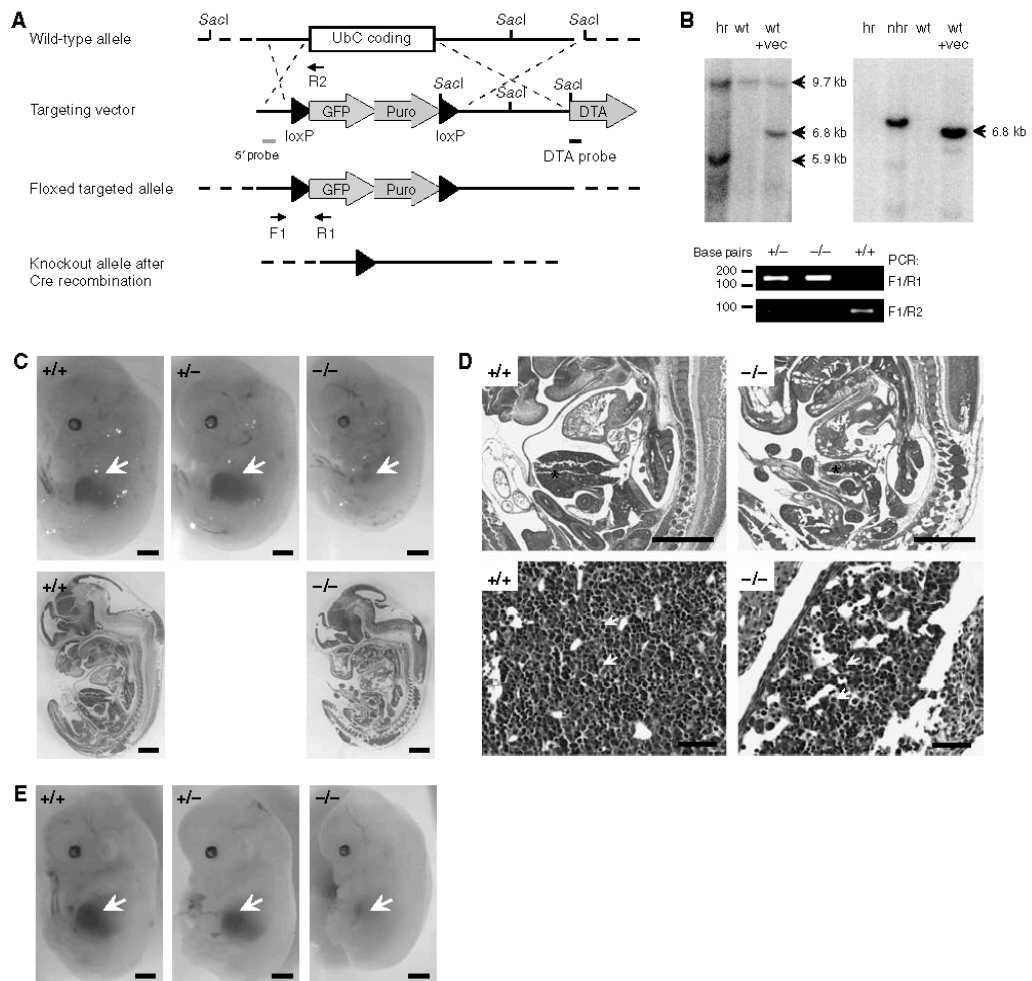 A
SacI SacI SacI
Wild-type allele UbC coding
R2
SacI SacI
Targeting vector GFP Puro DTA
loxP loxP
5′ probe DTA probe
Floxed targeted allele GFP Puro
F1 R1
Knockout allele after
Cre recombination
B
hr wt wt
+vec
hr nhr wt wt
+vec
9.7 kb
6.8 kb
5.9 kb
6.8 kb
Base pairs +/− −/− +/+ PCR:
200
100
F1/R1
100
F1/R2
C
+/+ +/− −/−
+/+ −/−
D
+/+ −/−
*
*
+/+ −/−
E
+/+ +/− −/−